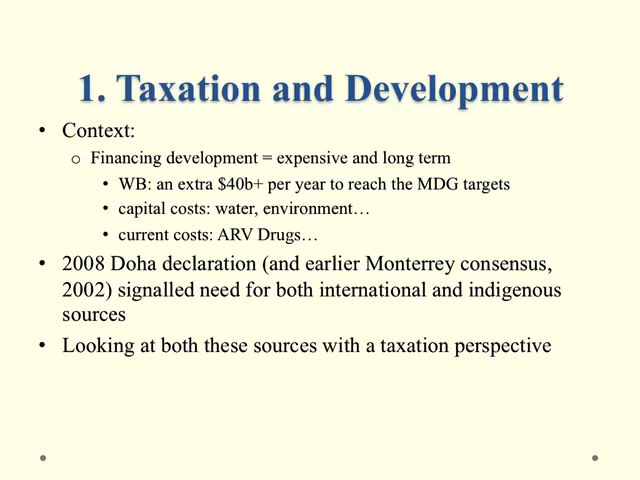 1. Taxation and Development
• Context:
o Financing development = expensive and long term
• WB: an extra $40b+ per year to reach the MDG targets
• capital costs: water, environment…
• current costs: ARV Drugs…
• 2008 Doha declaration (and earlier Monterrey consensus,
2002) signalled need for both international and indigenous
sources
• Looking at both these sources with a taxation perspective